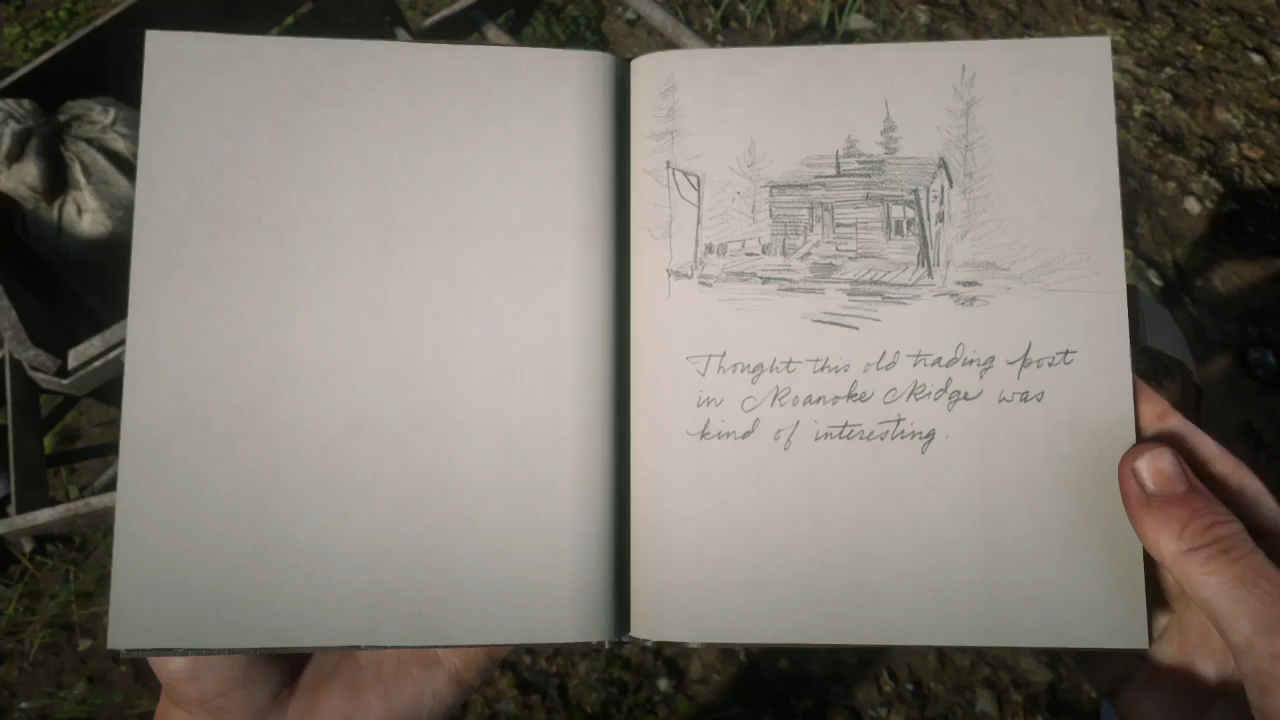 Thought this old trading post
in Roanoke Ridge was
kind of interesting.